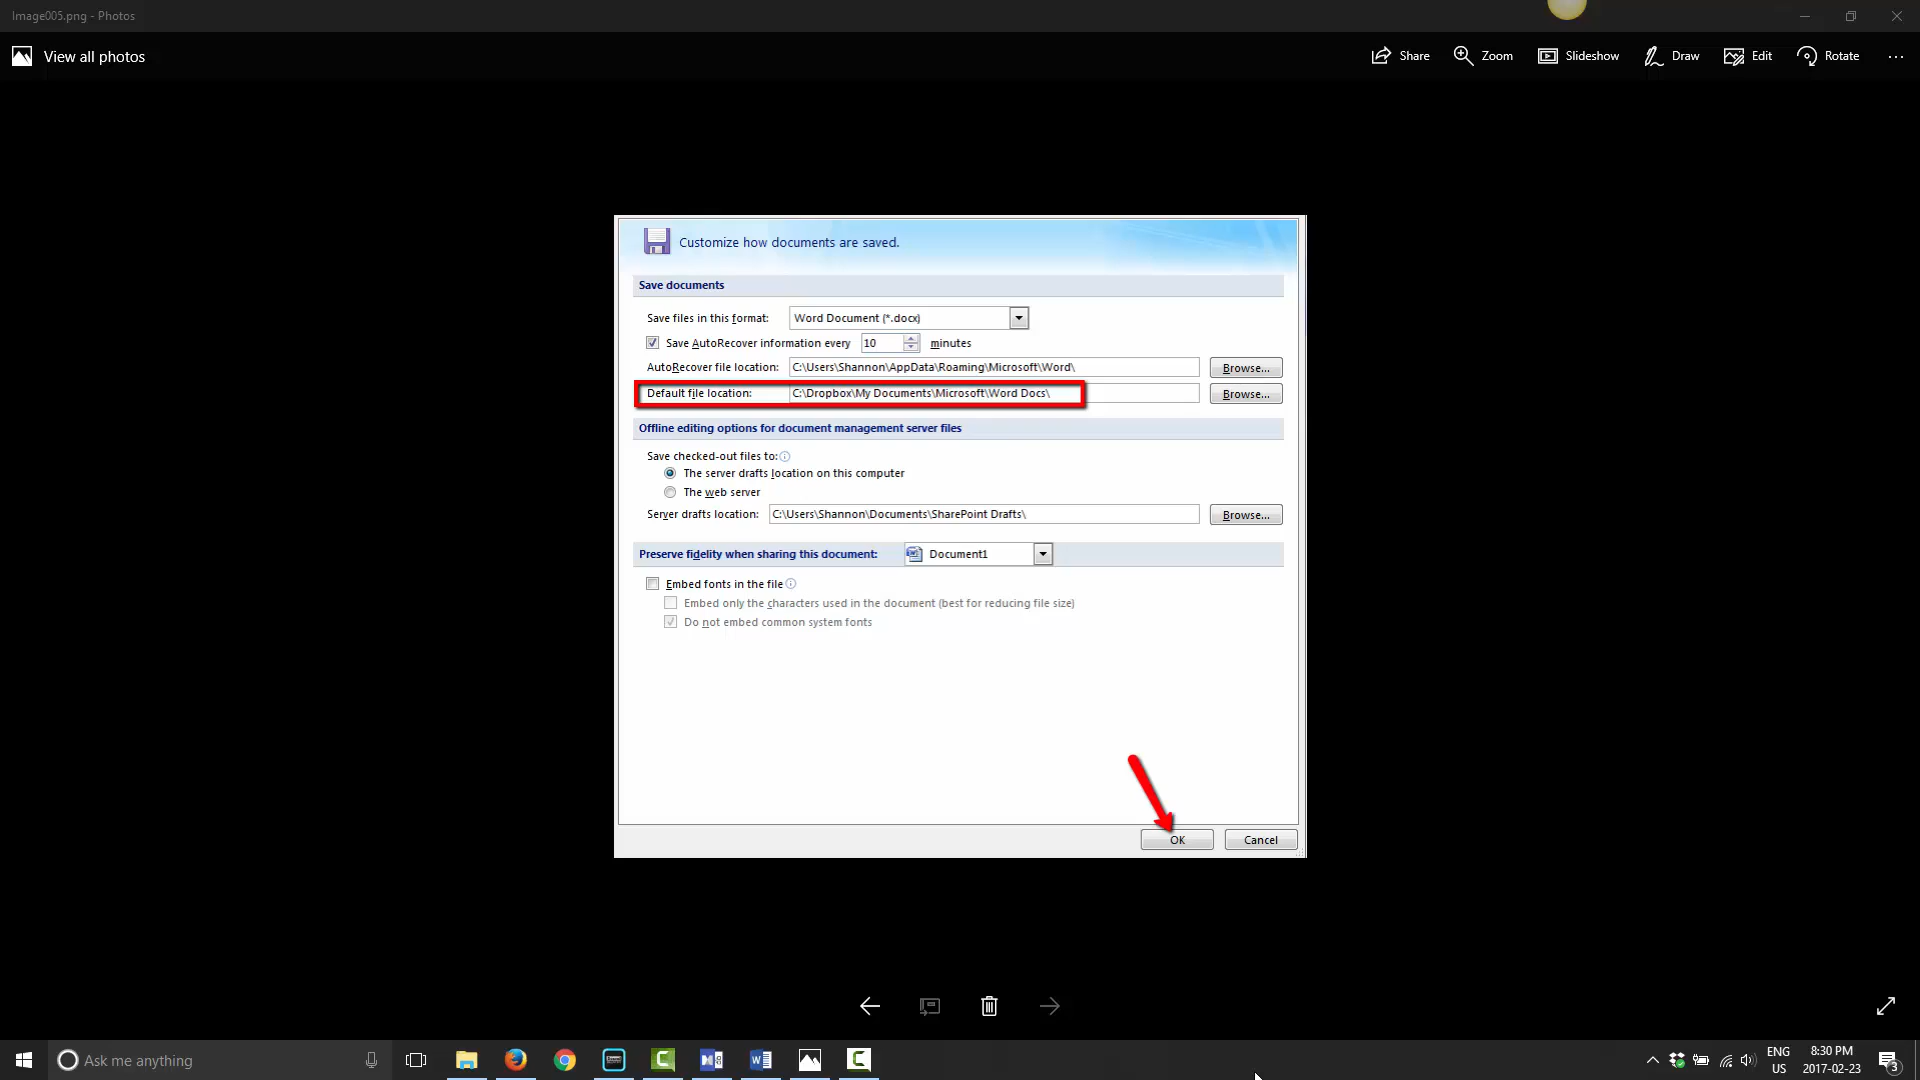 Image005.png - Photos
View all photos
Share
Zoom
Slideshow
Draw
Edit
Rotate
Customize how documents are saved.
Save documents
Save files in this format: Word Document (*.docx)
Save AutoRecover information every 10 minutes
AutoRecover file location: C:\Users\Shannon\AppData\Roaming\Microsoft\Word\ Browse...
Default file location: C:\Dropbox\My Documents\Microsoft\Word Docs\ Browse...
Offline editing options for document management server files
Save checked-out files to:
The server drafts location on this computer
The web server
Server drafts location: C:\Users\Shannon\Documents\SharePoint Drafts\ Browse...
Preserve fidelity when sharing this document: Document1
Embed fonts in the file
Embed only the characters used in the document (best for reducing file size)
Do not embed common system fonts
OK Cancel
Ask me anything
ENG
US
8:30 PM
2017-02-23
3